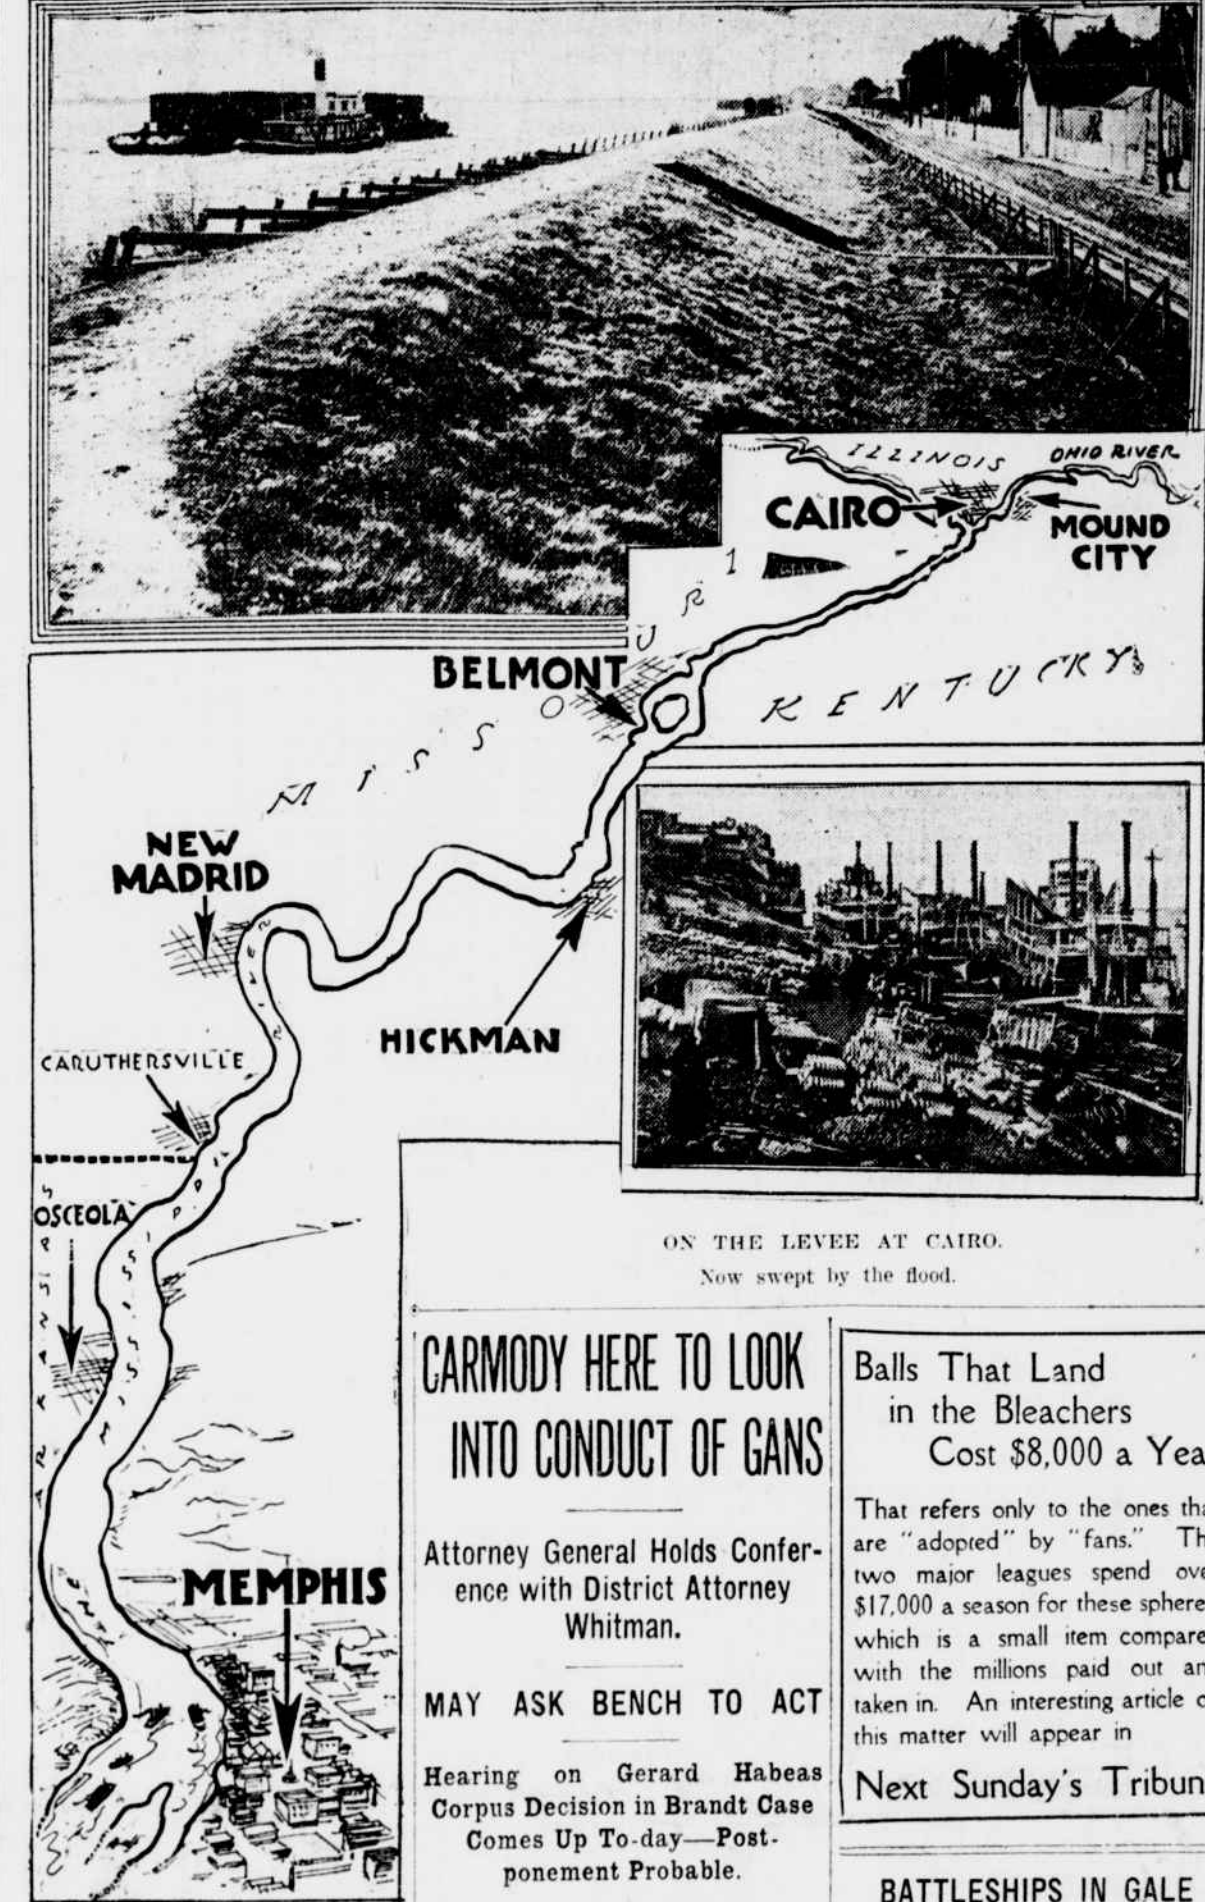 ILLINOIS
OHIO RIVER
CAIRO
MOUND
CITY
MISSOURI
BELMONT
KENTUCKY
NEW
MADRID
HICKMAN
CARUTHERSVILLE
OSCEOLA
ARKANSAS
MISSISSIPPI RIVER
MEMPHIS
ON THE LEVEE AT CAIRO.
Now swept by the flood.
CARMODY HERE TO LOOK
INTO CONDUCT OF GANS
Attorney General Holds Confer-
ence with District Attorney
Whitman.
MAY ASK BENCH TO ACT
Hearing on Gerard Habeas
Corpus Decision in Brandt Case
Comes Up To-day—Post-
ponement Probable.
Balls That Land
in the Bleachers
Cost $8,000 a Yea
That refers only to the ones tha
are "adopted" by "fans." Th
two major leagues spend ove
$17,000 a season for these sphere
which is a small item compare
with the millions paid out an
taken in. An interesting article o
this matter will appear in
Next Sunday's Tribun
BATTLESHIPS IN GALE